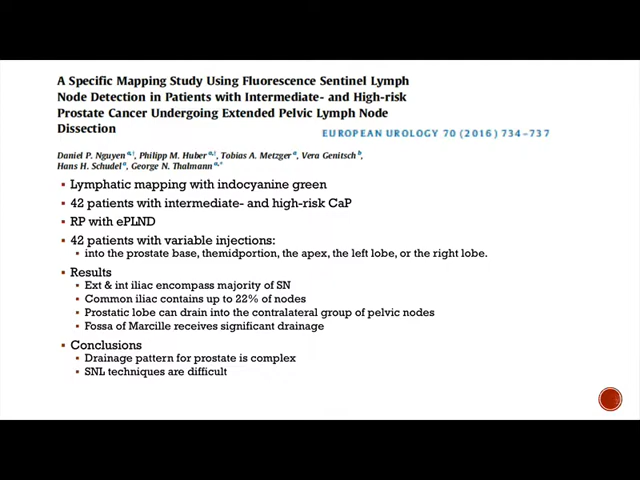 A Specific Mapping Study Using Fluorescence Sentinel Lymph
Node Detection in Patients with Intermediate- and High-risk
Prostate Cancer Undergoing Extended Pelvic Lymph Node
Dissection
EUROPEAN UROLOGY 70 (2016) 734–737
Daniel P. Nguyen a,†, Philipp M. Huber a,†, Tobias A. Metzger a, Vera Genitsch b,
Hans H. Schudel a, George N. Thalmann a,*
▪ Lymphatic mapping with indocyanine green
▪ 42 patients with intermediate- and high-risk CaP
▪ RP with ePLND
▪ 42 patients with variable injections:
▪ into the prostate base, themidportion, the apex, the left lobe, or the right lobe.
▪ Results
▪ Ext & int iliac encompass majority of SN
▪ Common iliac contains up to 22% of nodes
▪ Prostatic lobe can drain into the contralateral group of pelvic nodes
▪ Fossa of Marcille receives significant drainage
▪ Conclusions
▪ Drainage pattern for prostate is complex
▪ SNL techniques are difficult